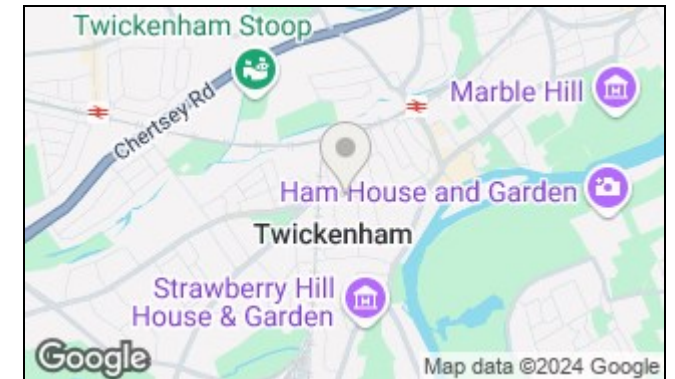 Twickenham Stoop
Marble Hill
Chertsey Rd
Ham House and Garden
Twickenham
Strawberry Hill
House & Garden
Google
Map data ©2024 Google